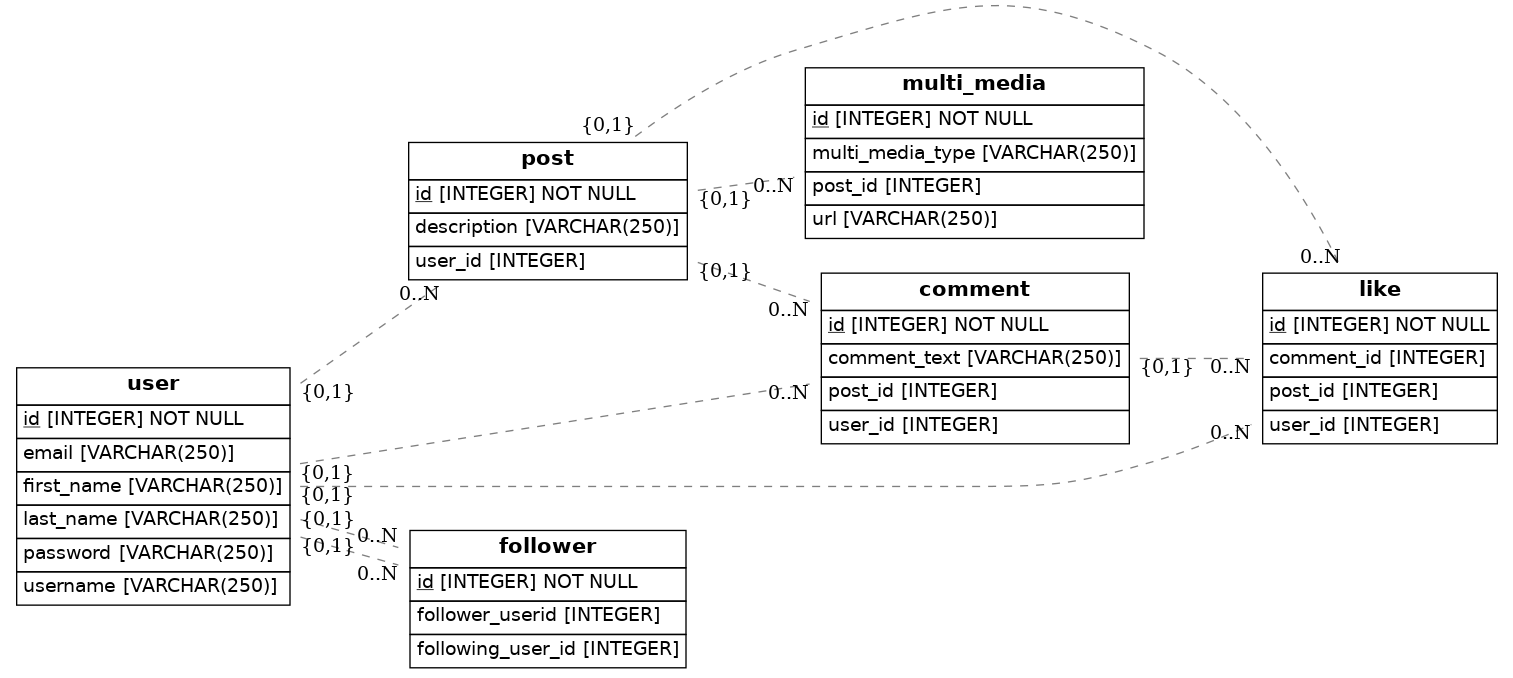 multi_media
id [INTEGER] NOT NULL
multi_media_type [VARCHAR(250)]
post_id [INTEGER]
url [VARCHAR(250)]
{0,1}
post
id [INTEGER] NOT NULL
description [VARCHAR(250)]
user_id [INTEGER]
{0,1}
0..N
{0,1}
0..N
0..N
{0,1}
0..N
comment
id [INTEGER] NOT NULL
comment_text [VARCHAR(250)]
post_id [INTEGER]
user_id [INTEGER]
0..N
{0,1}
0..N
0..N
like
id [INTEGER] NOT NULL
comment_id [INTEGER]
post_id [INTEGER]
user_id [INTEGER]
user
id [INTEGER] NOT NULL
email [VARCHAR(250)]
first_name [VARCHAR(250)]
last_name [VARCHAR(250)]
password [VARCHAR(250)]
username [VARCHAR(250)]
{0,1}
{0,1}
{0,1}
0..N
{0,1}
0..N
follower
id [INTEGER] NOT NULL
follower_userid [INTEGER]
following_user_id [INTEGER]